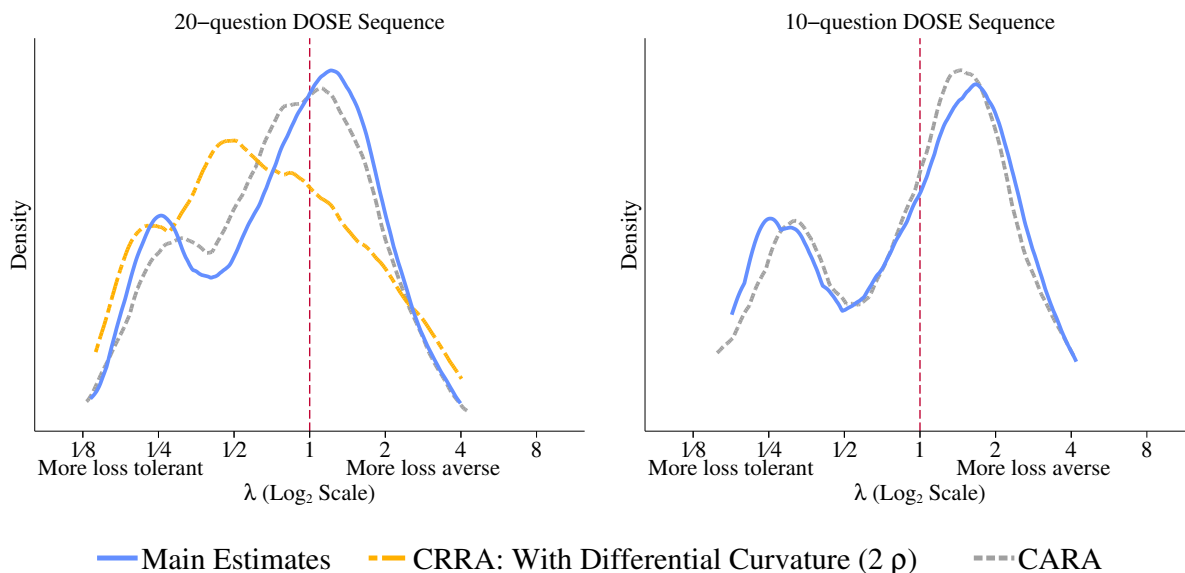 20−question DOSE Sequence
Density
1⁄8 1⁄4 1⁄2 1 2 4 8
More loss tolerant More loss averse
λ (Log₂ Scale)
10−question DOSE Sequence
Density
1⁄8 1⁄4 1⁄2 1 2 4 8
More loss tolerant More loss averse
λ (Log₂ Scale)
Main Estimates CRRA: With Differential Curvature (2 ρ) CARA